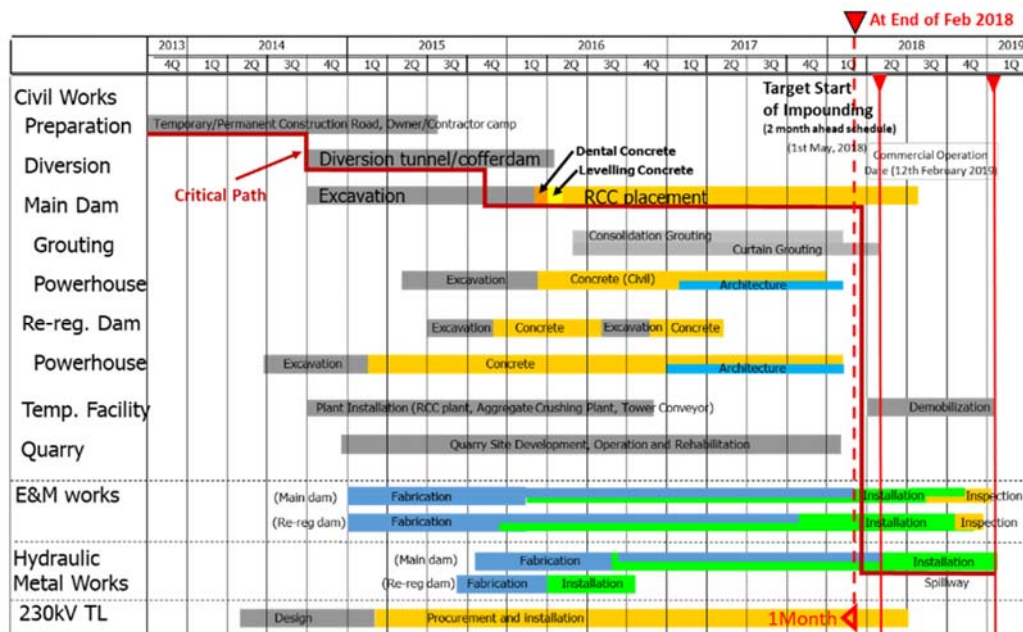 At End of Feb 2018
2013 2014 2015 2016 2017 2018 2019
4Q 1Q 2Q 3Q 4Q 1Q 2Q 3Q 4Q 1Q 2Q 3Q 4Q 1Q 2Q 3Q 4Q 1Q 2Q 3Q 4Q 1Q
Target Start
of Impounding
(2 month ahead schedule)
(1st May, 2018)
Commercial Operation
Date (12th February 2019)
Civil Works
Preparation
Temporary/Permanent Construction Road, Owner/Contractor camp
Diversion
Diversion tunnel/cofferdam
Dental Concrete
Levelling Concrete
Critical Path
Main Dam
Excavation
RCC placement
Grouting
Consolidation Grouting
Curtain Grouting
Powerhouse
Excavation
Concrete (Civil)
Architecture
Re-reg. Dam
Excavation
Concrete
Excavation
Concrete
Powerhouse
Excavation
Concrete
Architecture
Temp. Facility
Plant Installation (RCC plant, Aggregate Crushing Plant, Tower Conveyor)
Demobilization
Quarry
Quarry Site Development, Operation and Rehabilitation
E&M works
(Main dam)
Fabrication
Installation
Inspection
(Re-reg dam)
Fabrication
Installation
Inspection
Hydraulic
Metal Works
(Main dam)
Fabrication
Installation
(Re-reg dam)
Fabrication
Installation
Spillway
230kV TL
Design
Procurement and installation
1Month